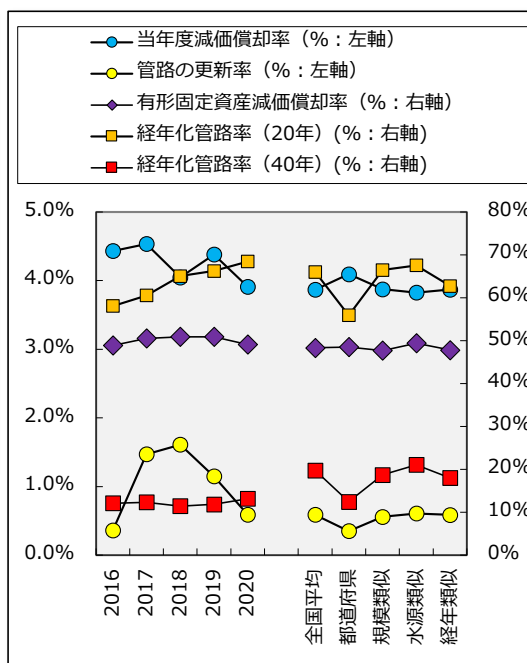 当年度減価償却率（%：左軸）
管路の更新率（%：左軸）
有形固定資産減価償却率（%：右軸）
経年化管路率（20年）(%：右軸)
経年化管路率（40年）(%：右軸)
5.0%
4.0%
3.0%
2.0%
1.0%
0.0%
80%
70%
60%
50%
40%
30%
20%
10%
0%
2016
2017
2018
2019
2020
全国平均
都道府県
規模類似
水源類似
経年類似